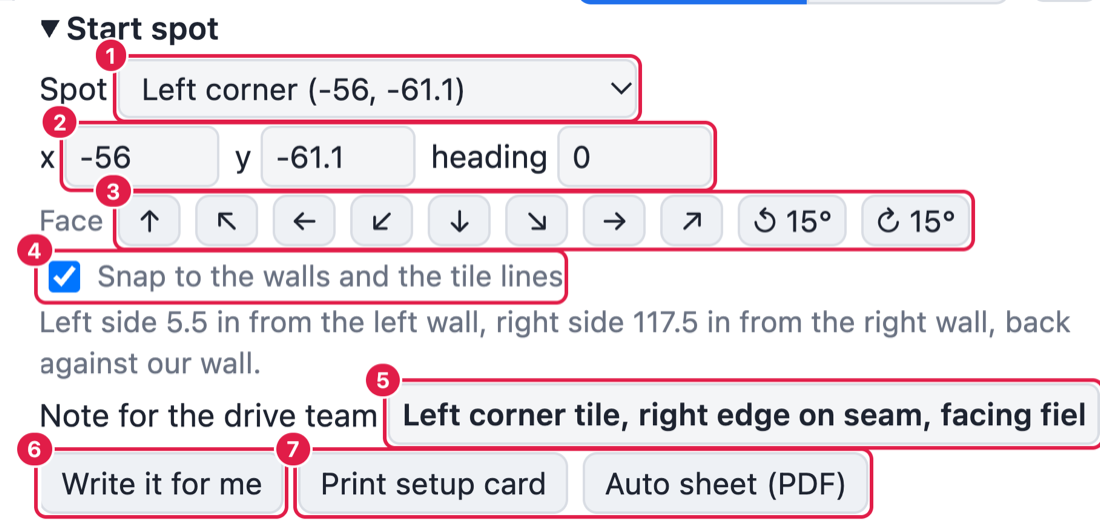 ▼ Start spot
1
Spot Left corner (-56, -61.1)
2
x -56 y -61.1 heading 0
3
Face ↑ ↖ ← ↙ ↓ ↘ → ↗ ↺ 15° ↻ 15°
4
Snap to the walls and the tile lines
Left side 5.5 in from the left wall, right side 117.5 in from the right wall, back
against our wall.
5
Note for the drive team Left corner tile, right edge on seam, facing fiel
6 7
Write it for me Print setup card Auto sheet (PDF)